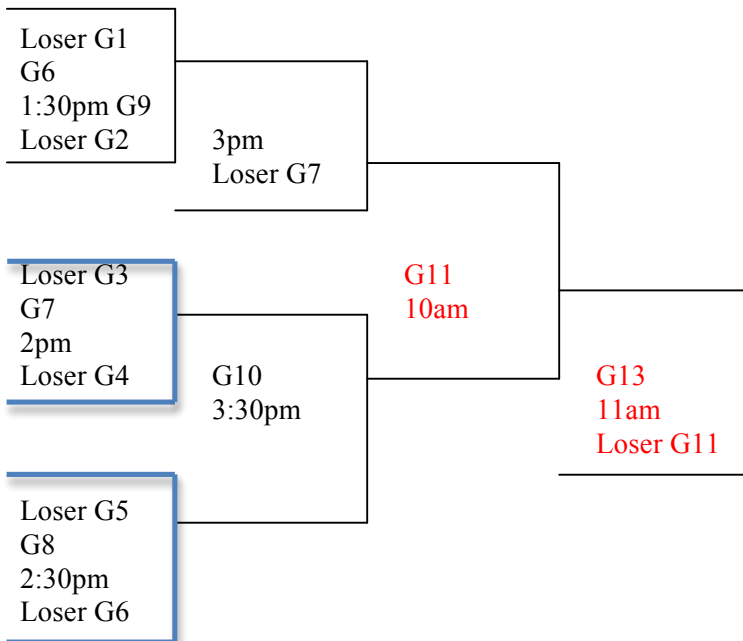 Loser G1
G6
1:30pm G9
Loser G2
3pm
Loser G7
Loser G3
G7
2pm
Loser G4
G10
3:30pm
Loser G5
G8
2:30pm
Loser G6
G11
10am
G13
11am
Loser G11